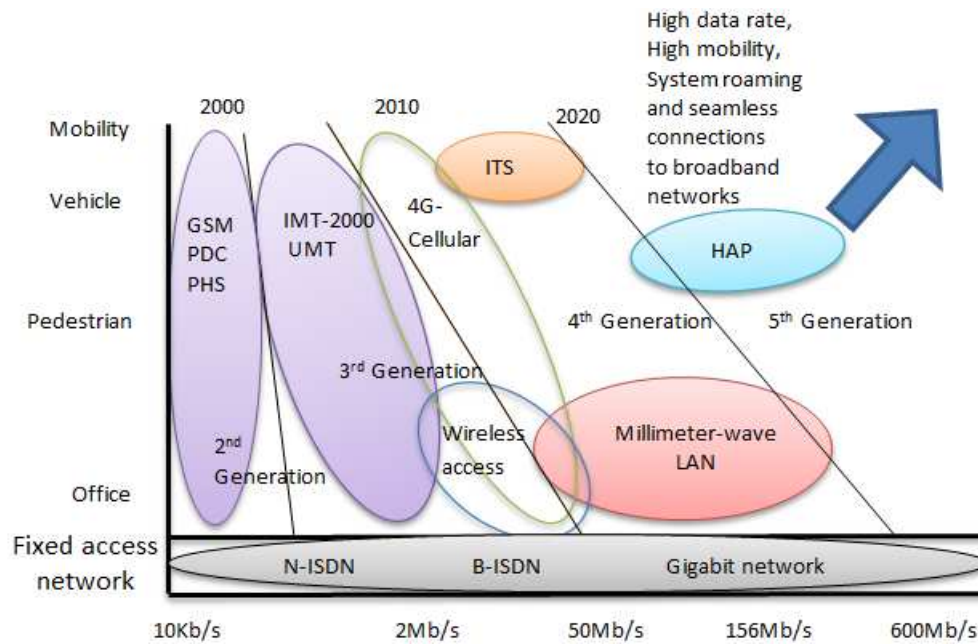 High data rate,
High mobility,
System roaming
and seamless
connections
to broadband
networks
2000
2010
2020
Mobility
Vehicle
Pedestrian
Office
Fixed access
network
GSM
PDC
PHS
IMT-2000
UMT
4G-
Cellular
ITS
HAP
2nd
Generation
3rd Generation
4th Generation
5th Generation
Wireless
access
Millimeter-wave
LAN
N-ISDN
B-ISDN
Gigabit network
10Kb/s
2Mb/s
50Mb/s
156Mb/s
600Mb/s